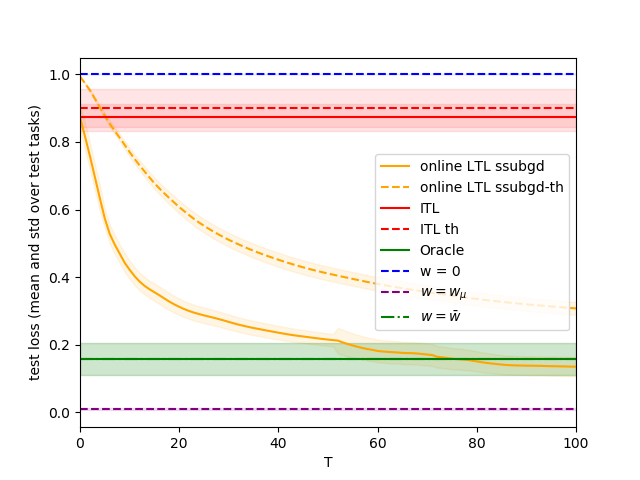 1.0
0.8
0.6
0.4
0.2
0.0
test loss (mean and std over test tasks)
online LTL ssubgd
online LTL ssubgd-th
ITL
ITL th
Oracle
w = 0
w = wμ
w = w̄
0 20 40 60 80 100
T